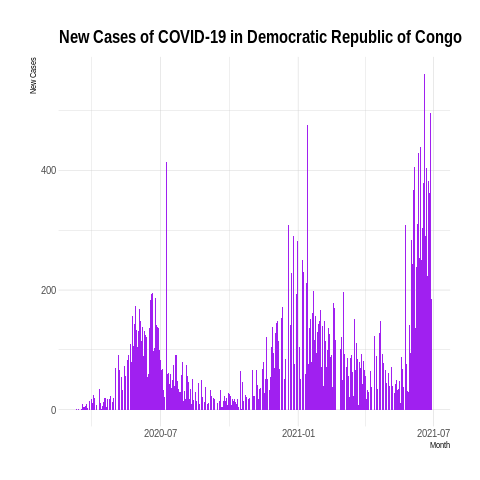 New Cases of COVID-19 in Democratic Republic of Congo
New Cases
400
200
0
2020-07
2021-01
2021-07
Month